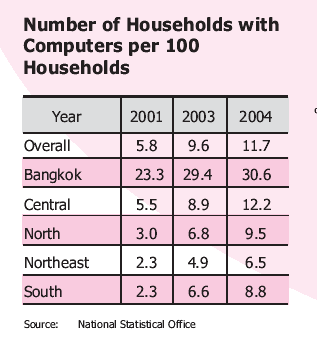 Number of Households with
Computers per 100
Households
Year 2001 2003 2004
Overall 5.8 9.6 11.7
Bangkok 23.3 29.4 30.6
Central 5.5 8.9 12.2
North 3.0 6.8 9.5
Northeast 2.3 4.9 6.5
South 2.3 6.6 8.8
Source: National Statistical Office